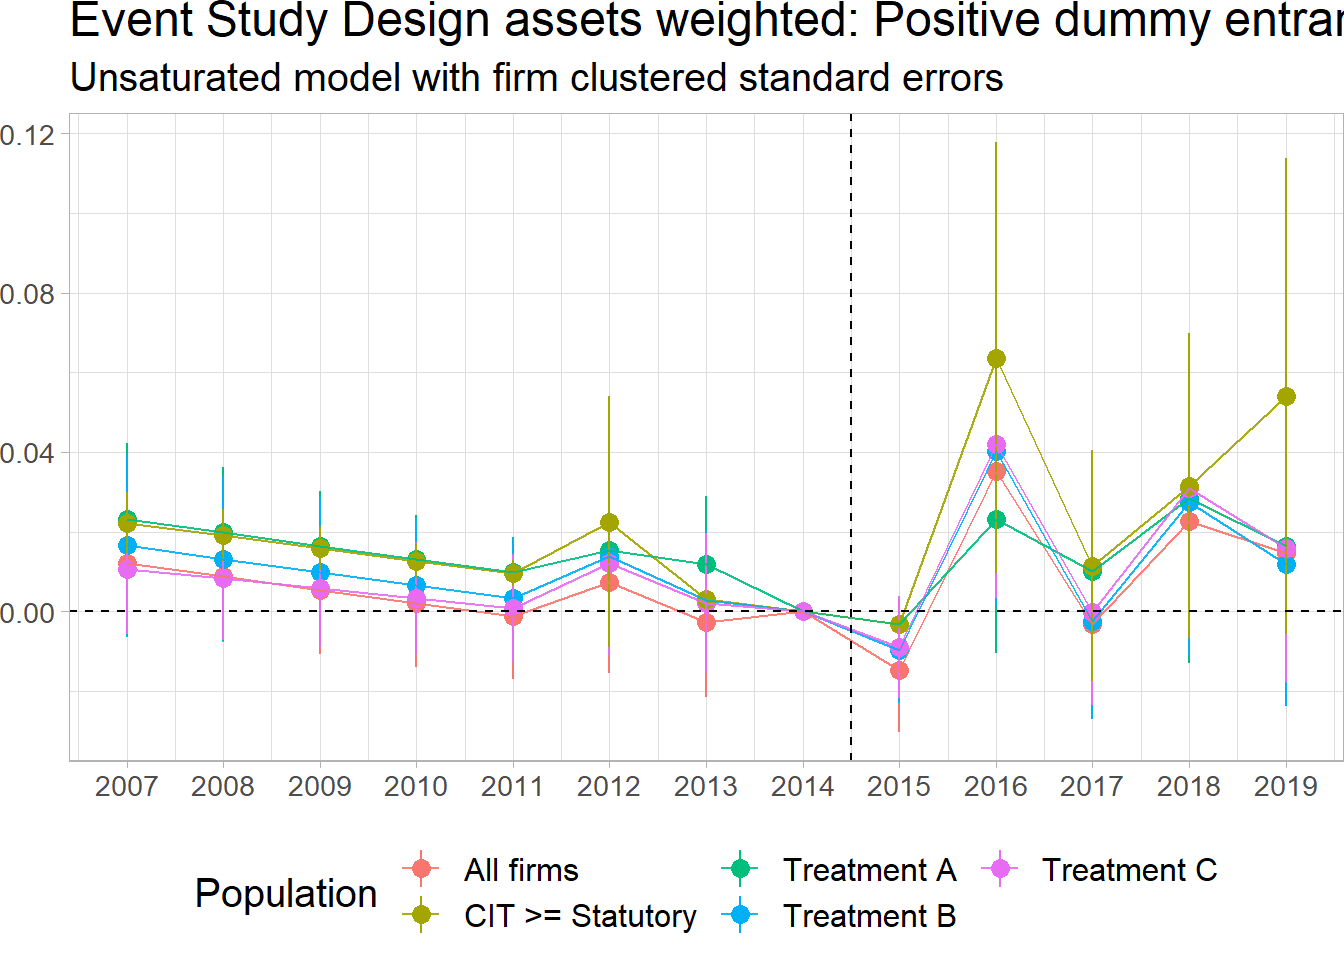 Event Study Design assets weighted: Positive dummy
Unsaturated model with firm clustered standard errors
0.12
0.08
0.04
0.00
2007 2008 2009 2010 2011 2012 2013 2014 2015 2016 2017 2018 2019
Population
All firms Treatment A Treatment C
CIT >= Statutory Treatment B